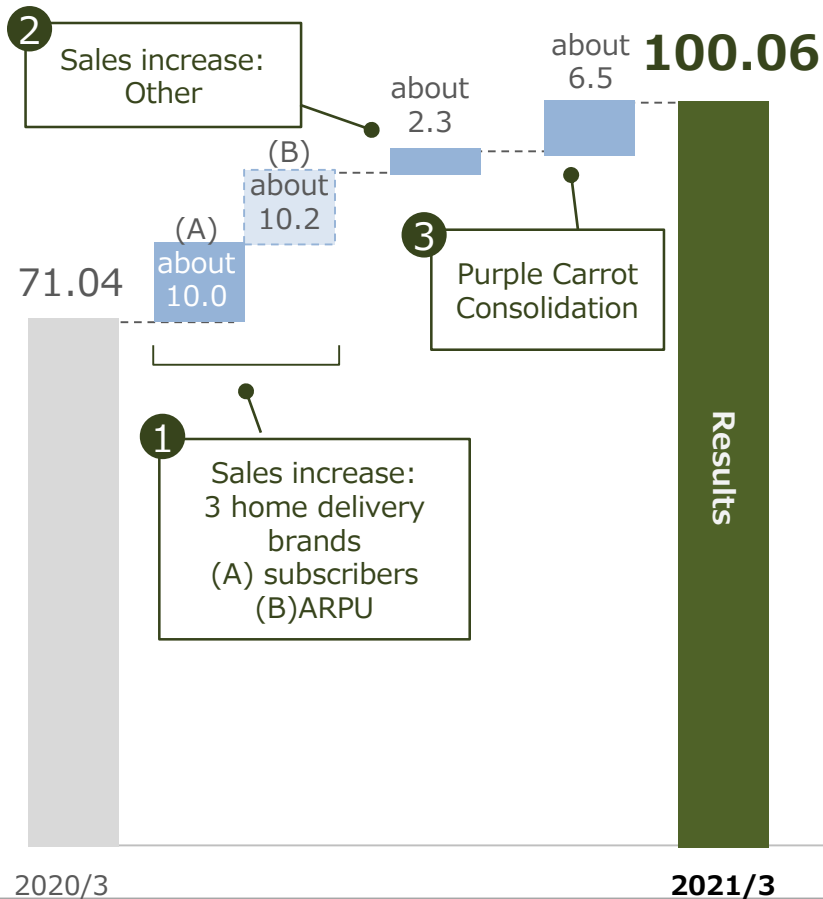 2
Sales increase:
Other
about
6.5
100.06
about
2.3
(B)
about
10.2
(A)
about
10.0
71.04
3
Purple Carrot
Consolidation
1
Sales increase:
3 home delivery
brands
(A) subscribers
(B)ARPU
Results
2020/3
2021/3